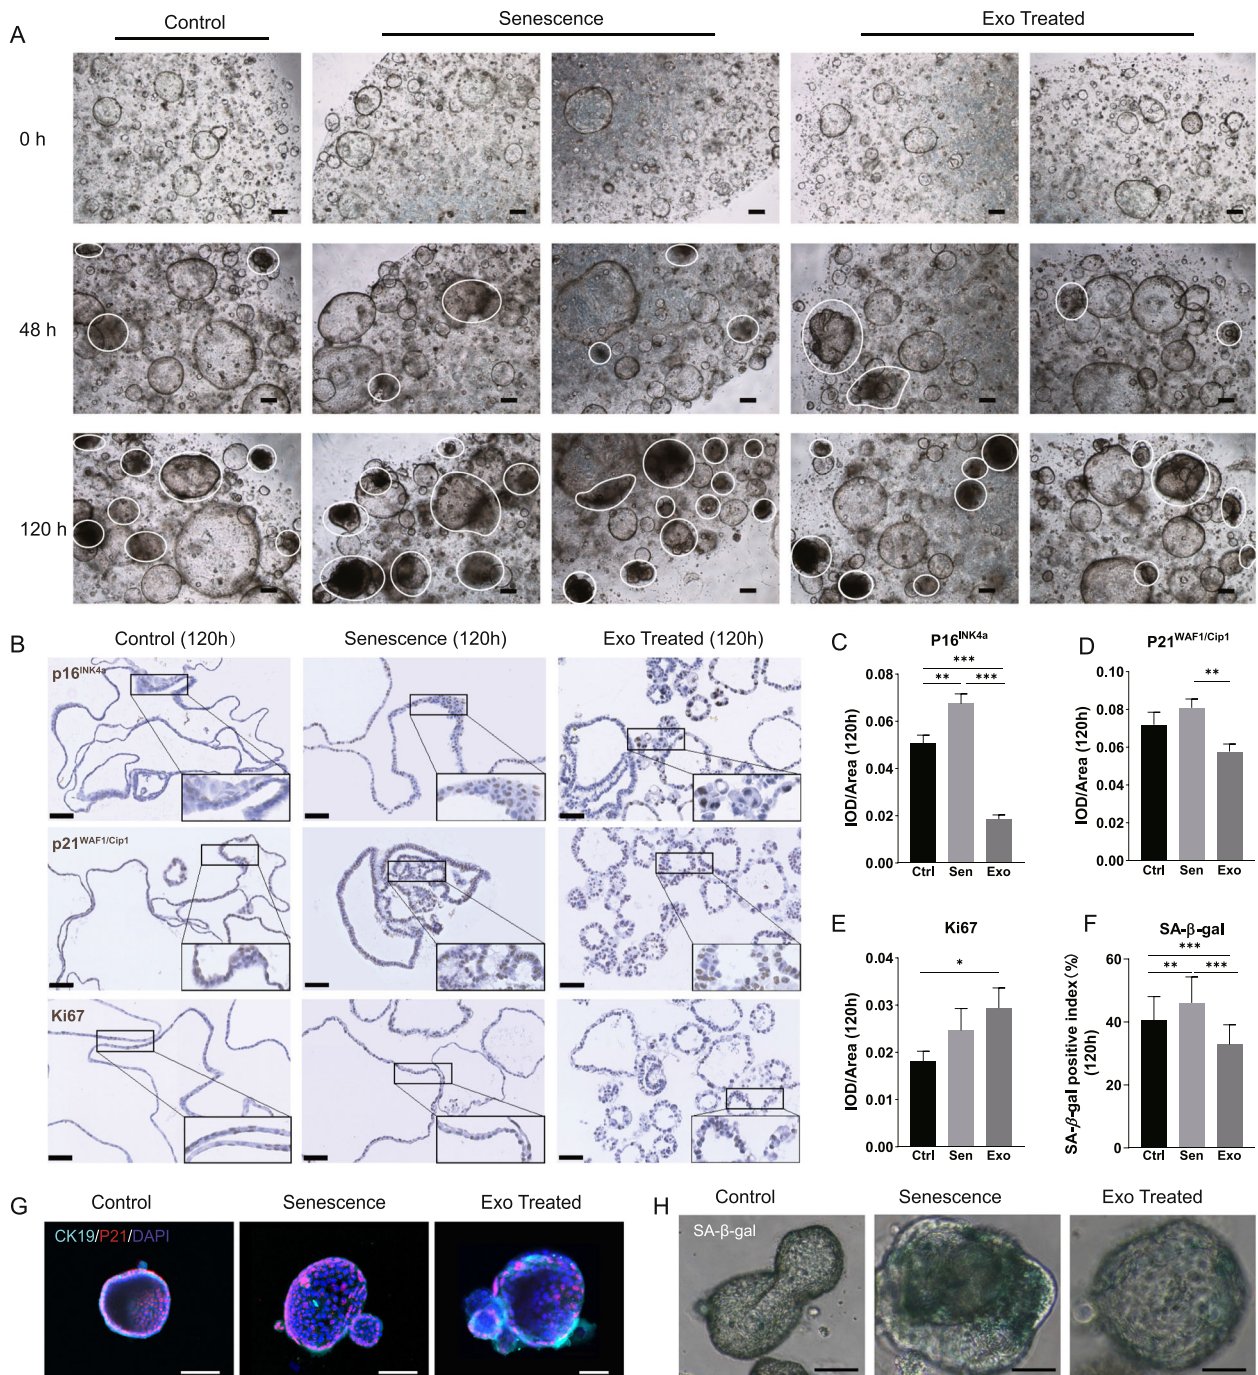 A
Control
Senescence
Exo Treated
0 h
48 h
120 h
B
Control (120h）
Senescence (120h)
Exo Treated (120h)
p16INK4a
p21WAF1/Cip1
Ki67
C
P16INK4a
***
** ***
IOD/Area (120h)
0.08
0.06
0.04
0.02
0.00
Ctrl Sen Exo
D
P21WAF1/Cip1
**
IOD/Area (120h)
0.10
0.08
0.06
0.04
0.02
0.00
Ctrl Sen Exo
E
Ki67
*
IOD/Area (120h)
0.04
0.03
0.02
0.01
0.00
Ctrl Sen Exo
F
SA-β-gal
***
** ***
SA-β-gal positive index(%)
(120h)
60
40
20
0
Ctrl Sen Exo
G
Control
Senescence
Exo Treated
CK19/P21/DAPI
H
Control
Senescence
Exo Treated
SA-β-gal